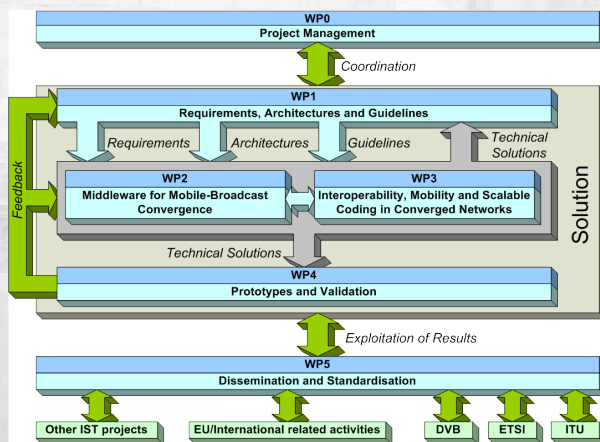 WP0
Project Management
Coordination
WP1
Requirements, Architectures and Guidelines
Requirements
Architectures
Guidelines
Technical
Solutions
WP2
Middleware for Mobile-Broadcast
Convergence
WP3
Interoperability, Mobility and Scalable
Coding in Converged Networks
Feedback
Solution
Technical Solutions
WP4
Prototypes and Validation
Exploitation of Results
WP5
Dissemination and Standardisation
Other IST projects
EU/International related activities
DVB
ETSI
ITU